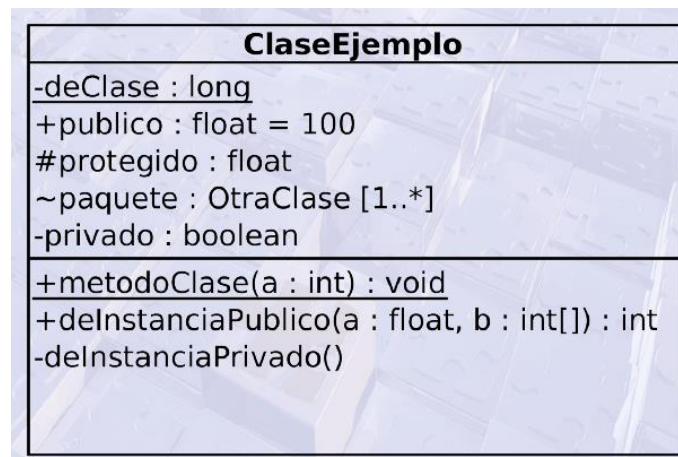 ClaseEjemplo
-deClase : long
+publico : float = 100
#protegido : float
~paquete : OtraClase [1..*]
-privado : boolean
+metodoClase(a : int) : void
+deInstanciaPublico(a : float, b : int[]) : int
-deInstanciaPrivado()